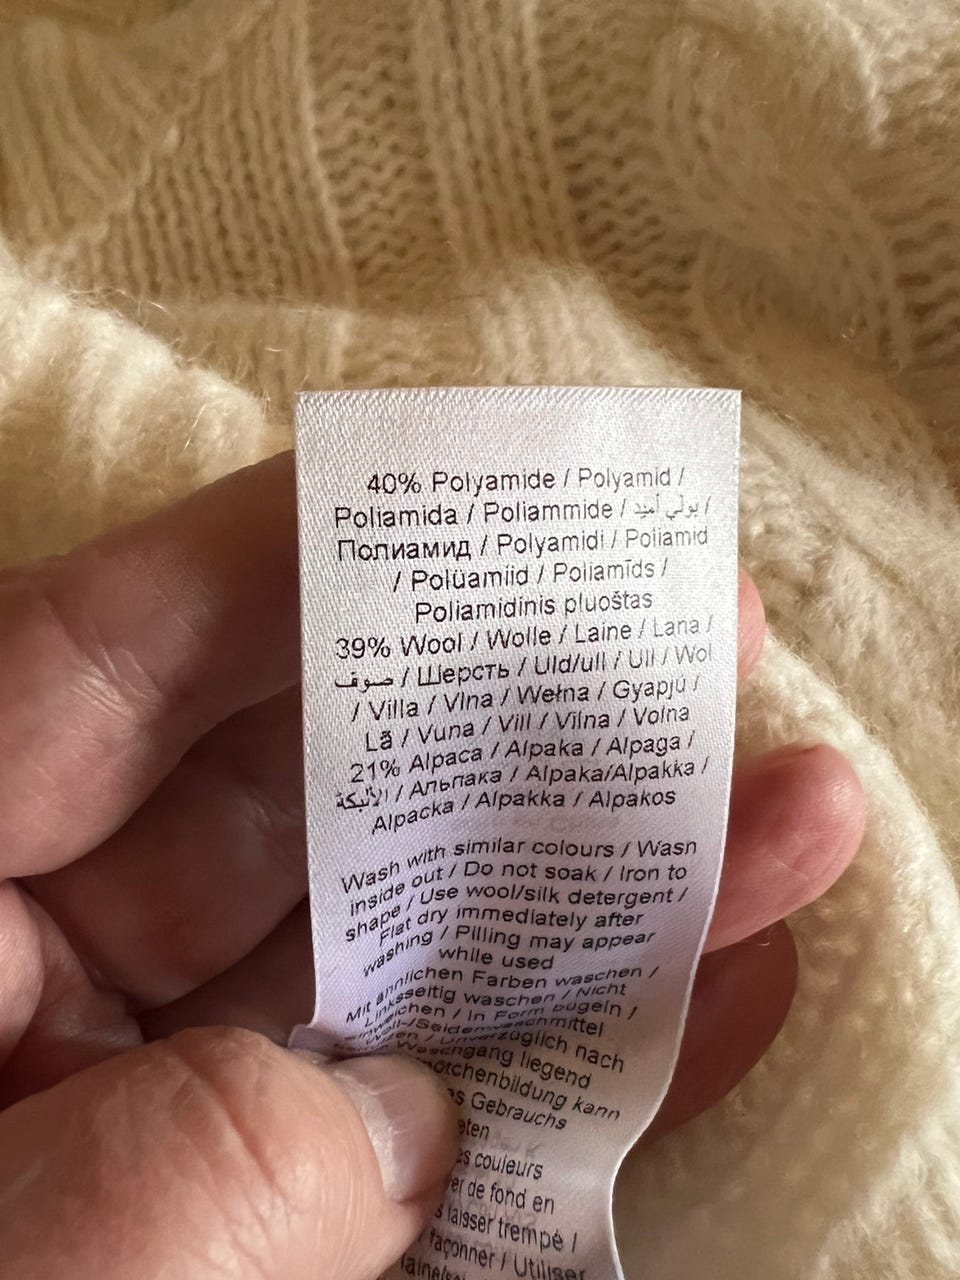 40% Polyamide / Polyamid /
Poliamida / Poliammide / بولي أميد /
Полиамид / Polyamidi / Poliamid
/ Polüamiid / Poliamīds /
Poliamidinis pluoštas
39% Wool / Wolle / Laine / Lana /
صوف / Шерсть / Uld/ull / Ull / Wol
/ Villa / Vlna / Wełna / Gyapjú /
Lã / Vuna / Vill / Vilna / Volna
21% Alpaca / Alpaka / Alpaga /
الألبكة / Альпака / Alpaka/Alpakka /
Alpacka / Alpakka / Alpakos
Wash with similar colours / Wash
inside out / Do not soak / Iron to
shape / Use wool/silk detergent /
Flat dry immediately after
washing / Pilling may appear
while used
Mit ähnlichen Farben waschen /
Linksseitig waschen / Nicht
einweichen / In Form bügeln /
Woll-/Seidenwaschmittel
/ Unverzüglich nach
Waschgang liegend
kann
Gebrauchs
couleurs
de fond en
laisser trempé /
façonner / Utiliser